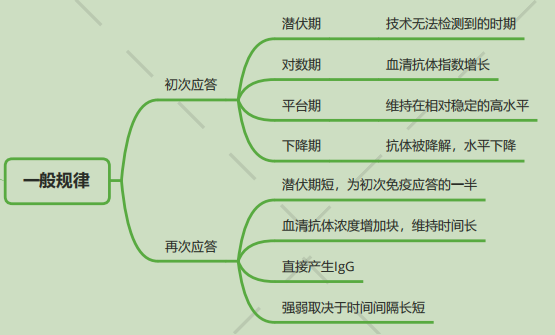 一般规律
初次应答
潜伏期 技术无法检测到的时期
对数期 血清抗体指数增长
平台期 维持在相对稳定的高水平
下降期 抗体被降解，水平下降
再次应答
潜伏期短，为初次免疫应答的一半
血清抗体浓度增加块，维持时间长
直接产生IgG
强弱取决于时间间隔长短